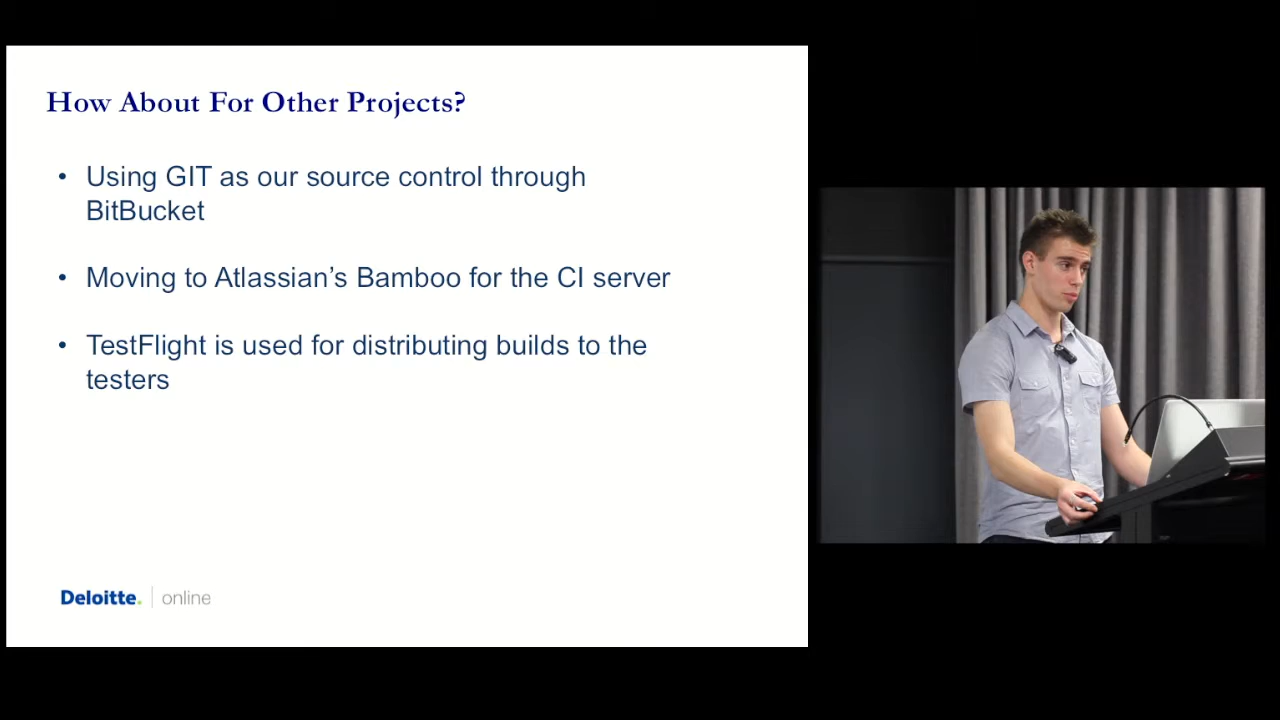 How About For Other Projects?
• Using GIT as our source control through
BitBucket
• Moving to Atlassian’s Bamboo for the CI server
• TestFlight is used for distributing builds to the
testers
Deloitte. | online